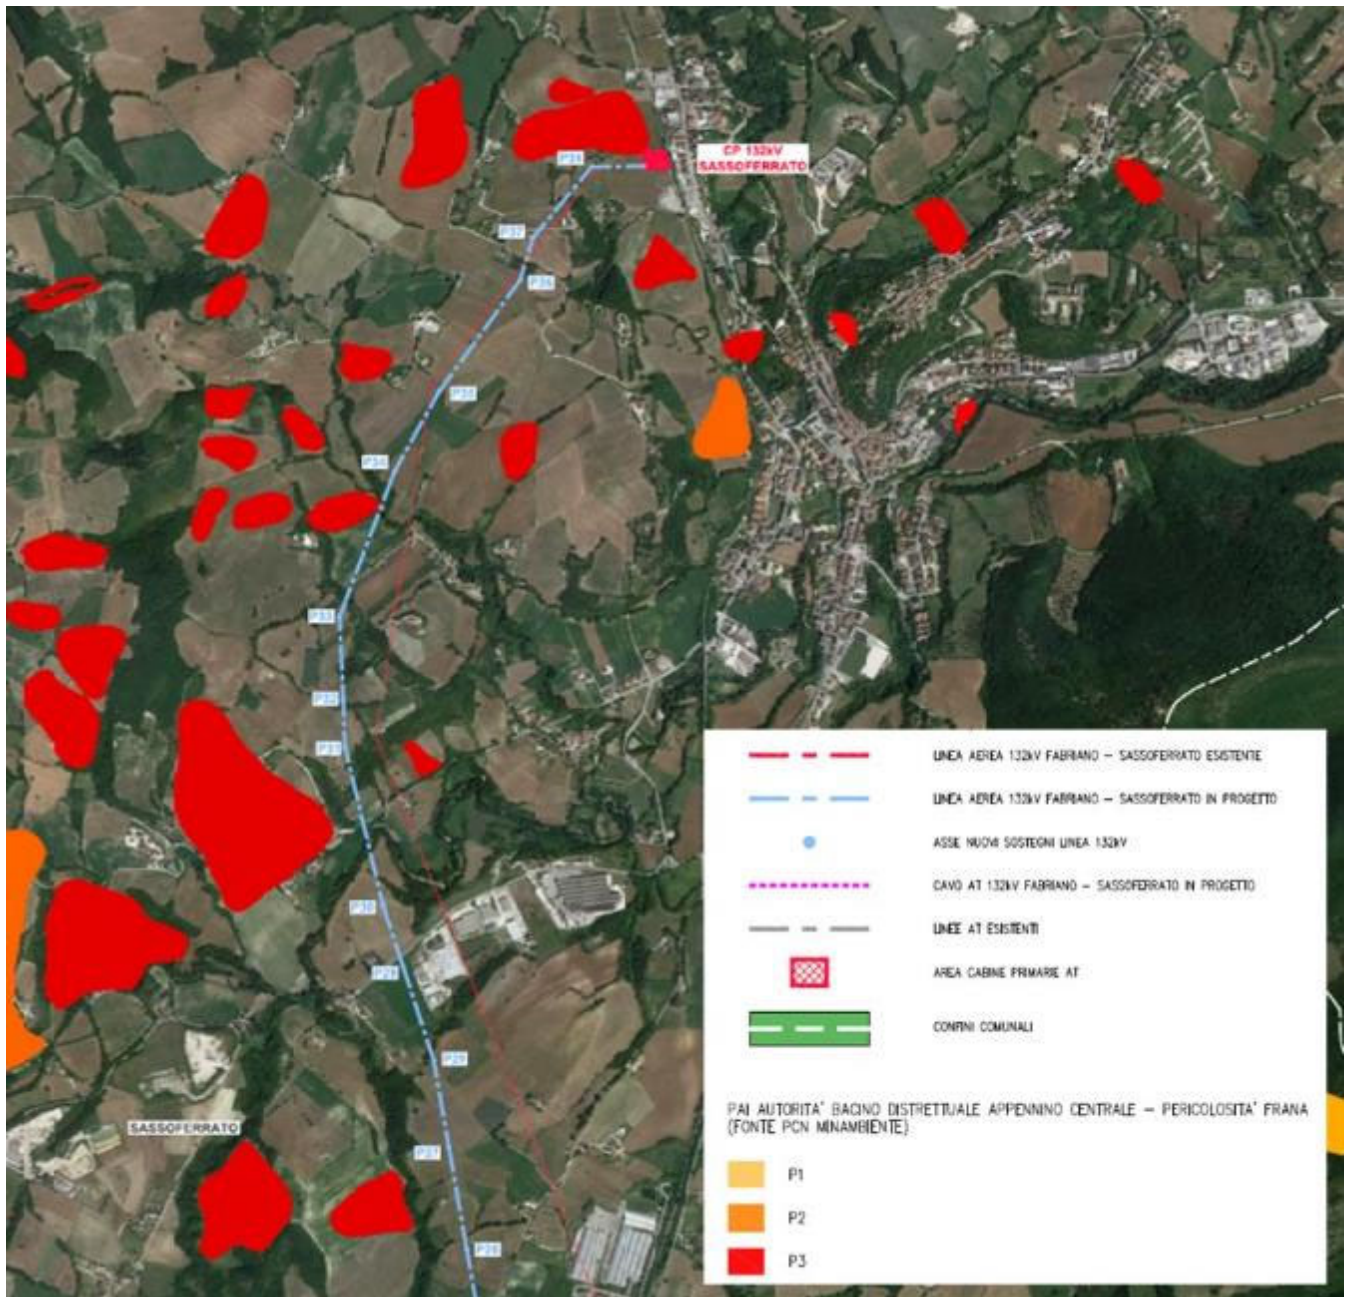 CP 132kV
SASSOFERRATO
P38
P37
P36
P35
P34
P33
P32
P31
P30
P29
P27
SASSOFERRATO
LINEA AEREA 132kV FABRIANO – SASSOFERRATO ESISTENTE
LINEA AEREA 132kV FABRIANO – SASSOFERRATO IN PROGETTO
ASSE NUOVI SOSTEGNI LINEA 132kV
CAVO AT 132kV FABRIANO – SASSOFERRATO IN PROGETTO
LINEE AT ESISTENTI
AREA CABINE PRIMARIE AT
CONFINI COMUNALI
PAI AUTORITA' BACINO DISTRETTUALE APPENNINO CENTRALE – PERICOLOSITA' FRANA
(FONTE PCN MINAMBIENTE)
P1
P2
P3